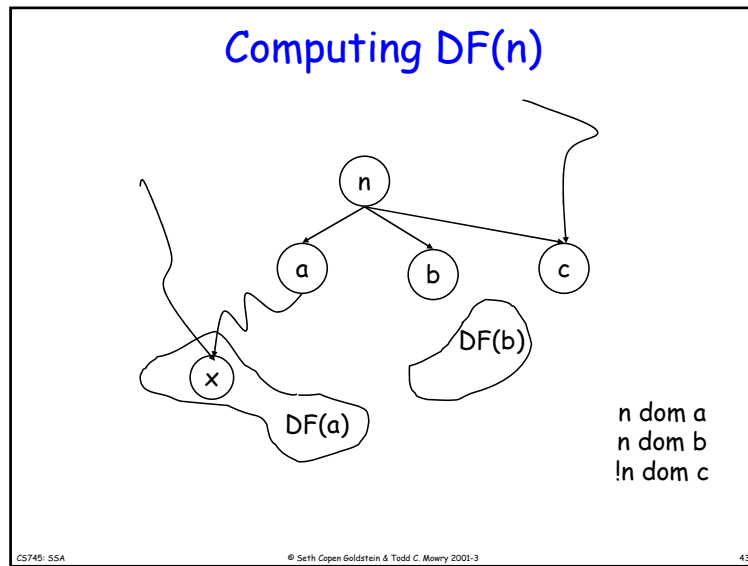 Computing DF(n)
n
a
b
c
x
DF(b)
DF(a)
n dom a
n dom b
!n dom c
CS745: SSA
© Seth Copen Goldstein & Todd C. Mowry 2001-3
43